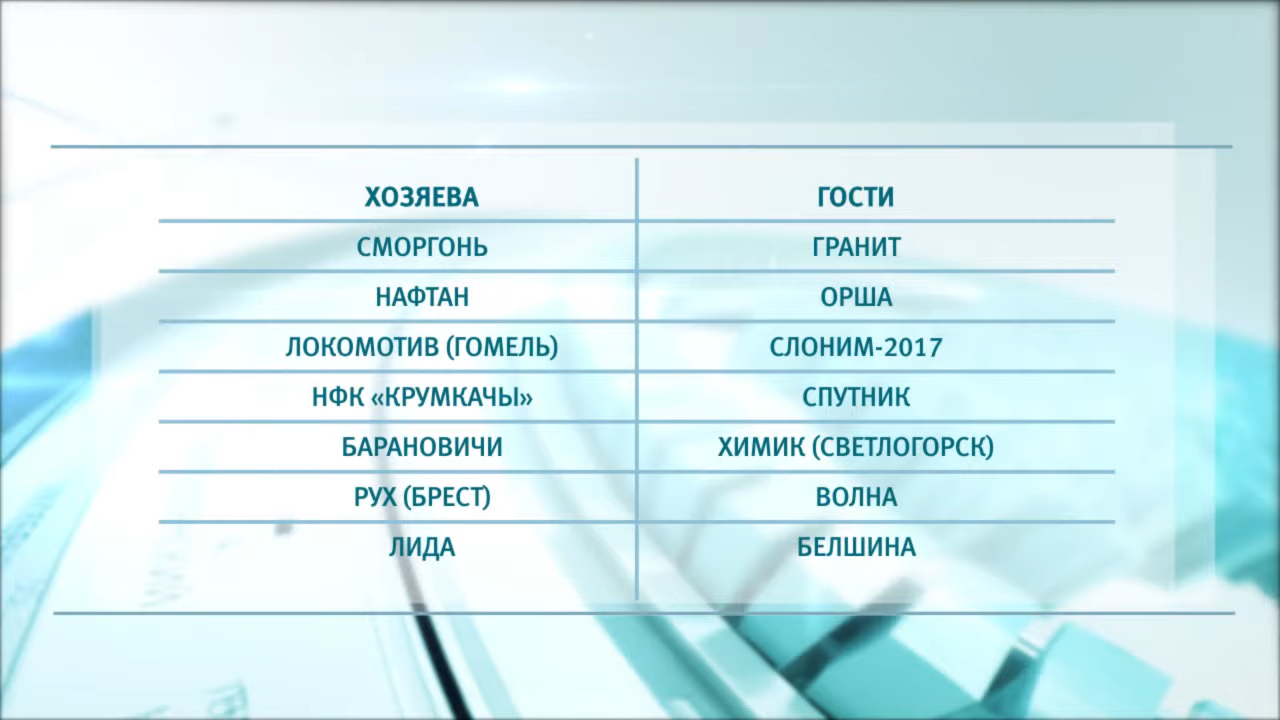 ХОЗЯЕВА ГОСТИ
СМОРГОНЬ ГРАНИТ
НАФТАН ОРША
ЛОКОМОТИВ (ГОМЕЛЬ) СЛОНИМ-2017
НФК «КРУМКАЧЫ» СПУТНИК
БАРАНОВИЧИ ХИМИК (СВЕТЛОГОРСК)
РУХ (БРЕСТ) ВОЛНА
ЛИДА БЕЛШИНА